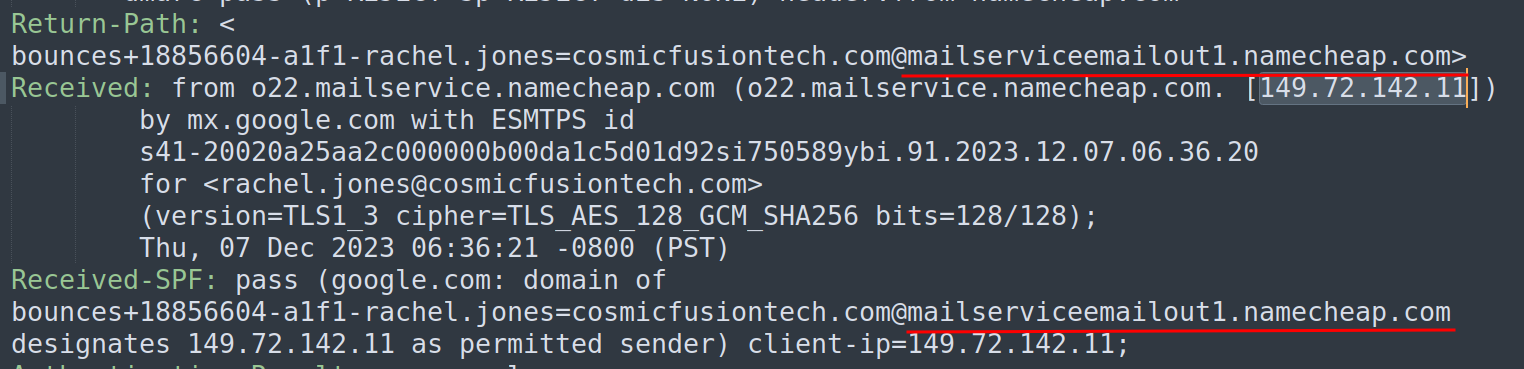 Return-Path: <
bounces+18856604-a1f1-rachel.jones=cosmicfusiontech.com@mailserviceemailout1.namecheap.com>
Received: from o22.mailservice.namecheap.com (o22.mailservice.namecheap.com. [149.72.142.11])
by mx.google.com with ESMTPS id
s41-20020a25aa2c000000b00da1c5d01d92si750589ybi.91.2023.12.07.06.36.20
for <rachel.jones@cosmicfusiontech.com>
(version=TLS1_3 cipher=TLS_AES_128_GCM_SHA256 bits=128/128);
Thu, 07 Dec 2023 06:36:21 -0800 (PST)
Received-SPF: pass (google.com: domain of
bounces+18856604-a1f1-rachel.jones=cosmicfusiontech.com@mailserviceemailout1.namecheap.com
designates 149.72.142.11 as permitted sender) client-ip=149.72.142.11;